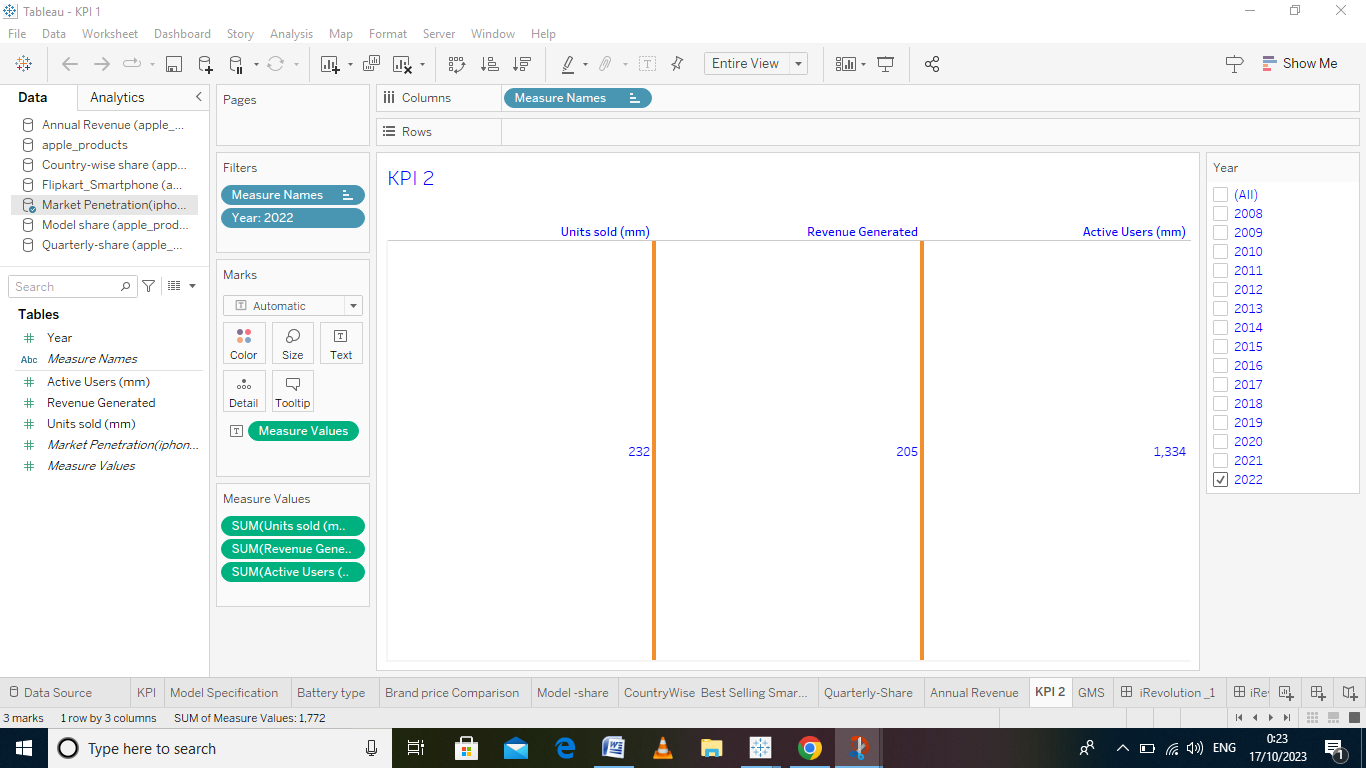 Tableau - KPI 1
File Data Worksheet Dashboard Story Analysis Map Format Server Window Help
Entire View
Show Me
Data Analytics
Annual Revenue (apple_...
apple_products
Country-wise share (app...
Flipkart_Smartphone (a...
Market Penetration(ipho...
Model share (apple_prod...
Quarterly-share (apple_...
Search
Tables
Year
Abc Measure Names
Active Users (mm)
Revenue Generated
Units sold (mm)
Market Penetration(iphon...
Measure Values
Pages
Filters
Measure Names
Year: 2022
Marks
Automatic
Color Size Text
Detail Tooltip
Measure Values
Measure Values
SUM(Units sold (m..
SUM(Revenue Gene..
SUM(Active Users (..
Columns Measure Names
Rows
KPI 2
Units sold (mm) Revenue Generated Active Users (mm)
232 205 1,334
Year
(All)
2008
2009
2010
2011
2012
2013
2014
2015
2016
2017
2018
2019
2020
2021
2022
Data Source KPI Model Specification Battery type Brand price Comparison Model -share CountryWise Best Selling Smar... Quarterly-Share Annual Revenue KPI 2 GMS iRevolution _1 iRe
3 marks 1 row by 3 columns SUM of Measure Values: 1,772
Type here to search
ENG
0:23
17/10/2023
1